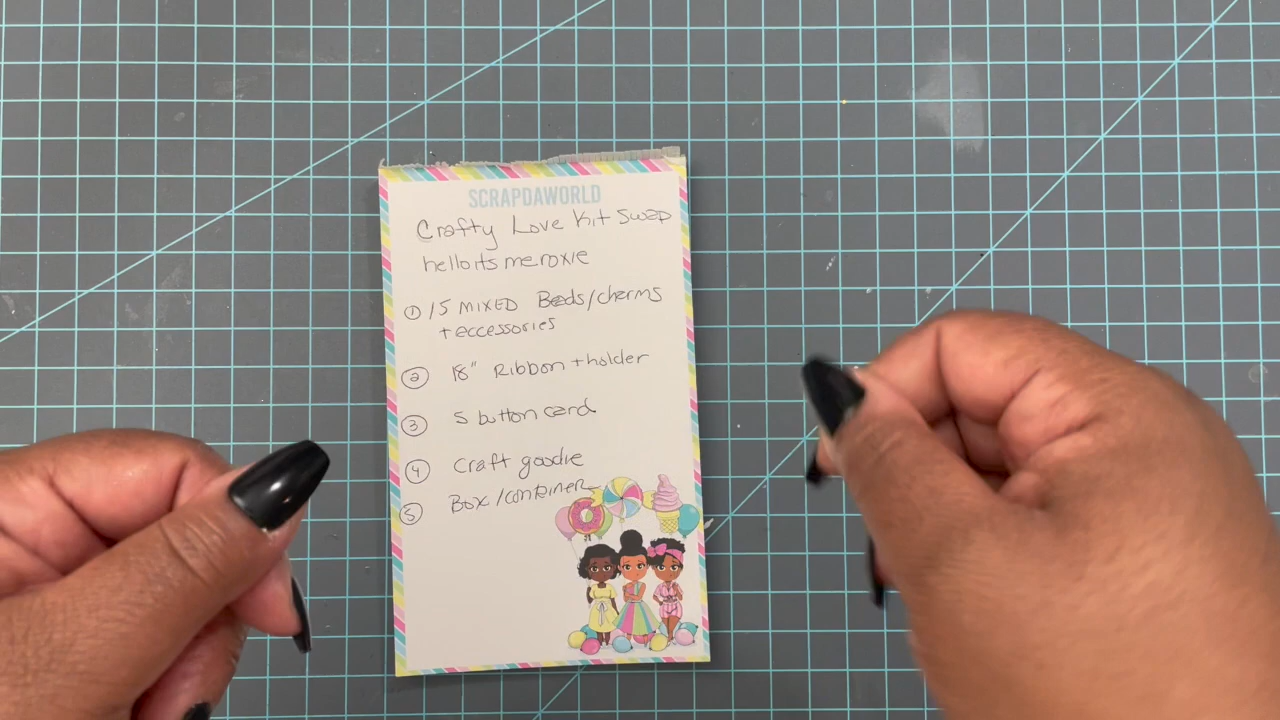 SCRAPDAWORLD
Crafty Love Kit Swap
helloitsmeroxie
① 15 MIXED Beds/charms
+accessories
② 18" Ribbon + holder
③ 5 button card
④ Craft goodie
⑤ Box/container